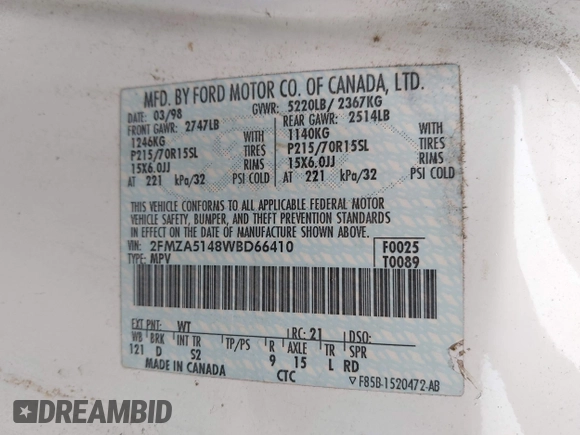 MFD. BY FORD MOTOR CO. OF CANADA, LTD.
DATE: 03/98 GVWR: 5220LB/ 2367KG
FRONT GAWR: 2747LB REAR GAWR: 2514LB
1246KG WITH 1140KG WITH
P215/70R15SL TIRES P215/70R15SL TIRES
15X6.0JJ RIMS 15X6.0JJ RIMS
AT 221 kPa/32 PSI COLD AT 221 kPa/32 PSI COLD
THIS VEHICLE CONFORMS TO ALL APPLICABLE FEDERAL MOTOR
VEHICLE SAFETY, BUMPER, AND THEFT PREVENTION STANDARDS
IN EFFECT ON THE DATE OF MANUFACTURE SHOWN ABOVE.
VIN: 2FMZA5148WBD66410 F0025
TYPE: MPV T0089
EXT PNT: WT RC: 21 DSO:
WB BRK INT TR TP/PS R AXLE TR SPR
121 D S2 9 15 L RD
MADE IN CANADA CTC
▽ F85B-1520472-AB
DREAMBID